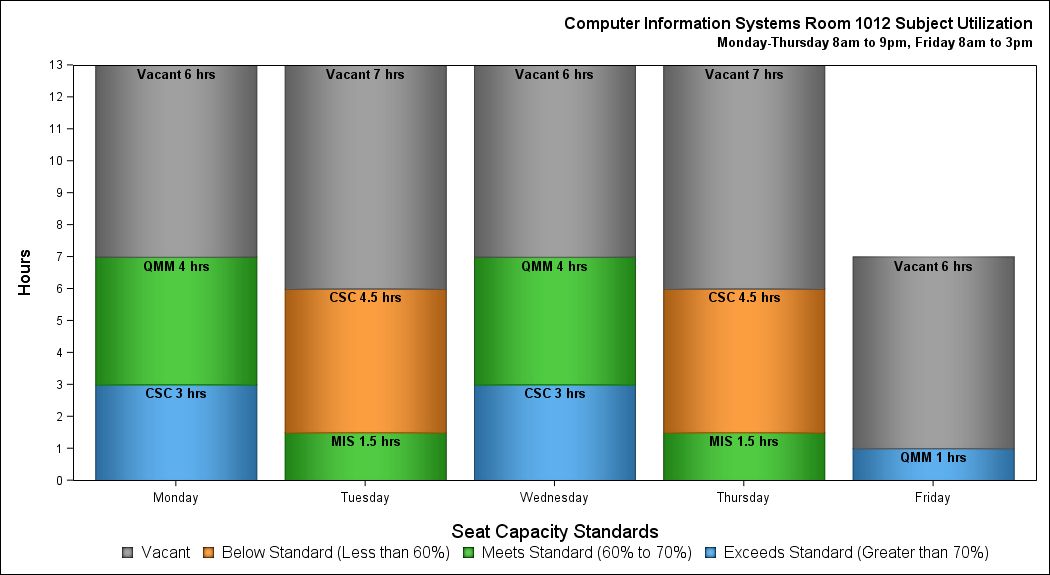 Computer Information Systems Room 1012 Subject Utilization
Monday-Thursday 8am to 9pm, Friday 8am to 3pm
Hours
13
12
11
10
9
8
7
6
5
4
3
2
1
0
Vacant 6 hrs
QMM 4 hrs
CSC 3 hrs
Vacant 7 hrs
CSC 4.5 hrs
MIS 1.5 hrs
Vacant 6 hrs
QMM 4 hrs
CSC 3 hrs
Vacant 7 hrs
CSC 4.5 hrs
MIS 1.5 hrs
Vacant 6 hrs
QMM 1 hrs
Monday Tuesday Wednesday Thursday Friday
Seat Capacity Standards
Vacant Below Standard (Less than 60%) Meets Standard (60% to 70%) Exceeds Standard (Greater than 70%)